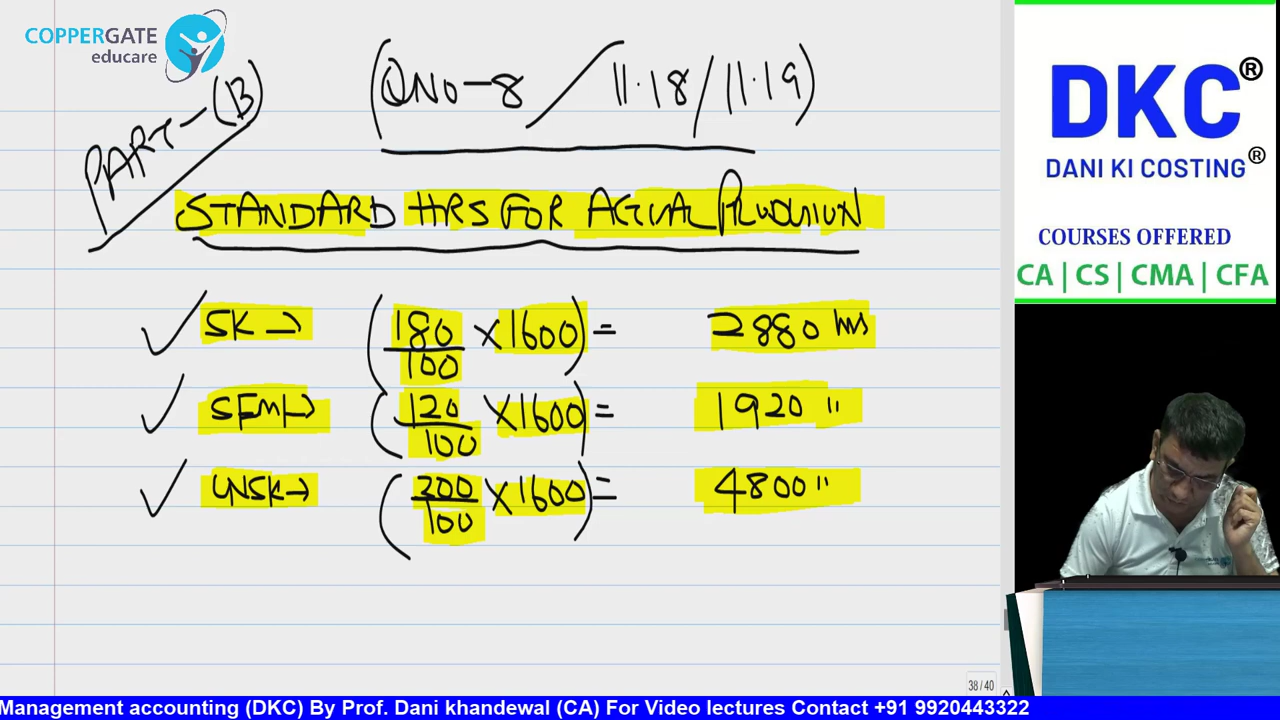 COPPERGATE
educare
PART-(B)
(QNO-8 / 11.18/11.19)
STANDARD HRS FOR ACTUAL PRODUCTION
SK→ (180/100 ×1600)= 2880 hrs
SEMI→ (120/100 ×1600)= 1920 "
UNSK→ (300/100 ×1600)= 4800 "
38/40
DKC®
DANI KI COSTING®
COURSES OFFERED
CA | CS | CMA | CFA
Management accounting (DKC) By Prof. Dani khandewal (CA) For Video lectures Contact +91 9920443322